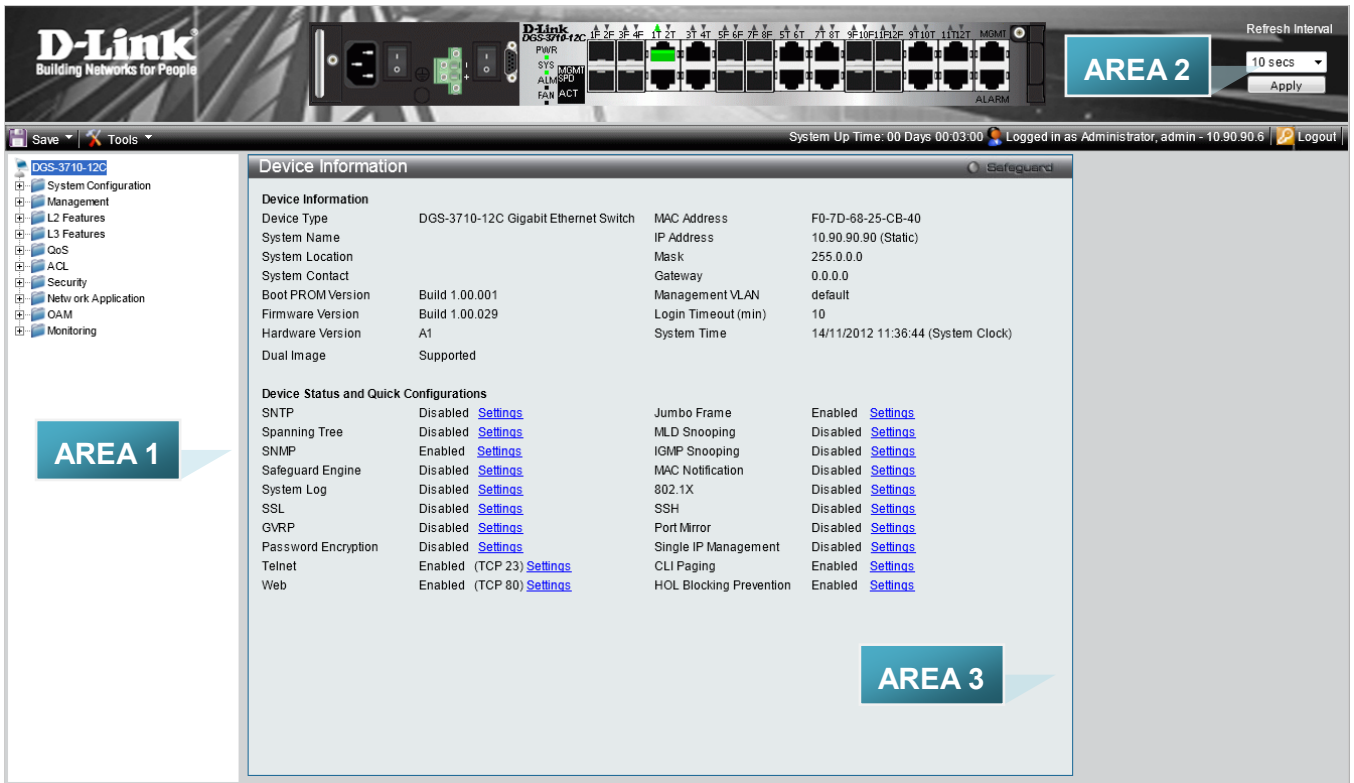 D-Link
Building Networks for People
D-Link
DGS-3710-12C
1F 2F 3F 4F 1T 2T 3T 4T 5F 6F 7F 8F 5T 6T 7T 8T 9F10F11F12F 9T10T 11T12T MGMT
PWR
SYS
ALM
FAN
MGMT
SPD
ACT
ALARM
AREA 2
Refresh Interval
10 secs
Apply
Save
Tools
System Up Time: 00 Days 00:03:00
Logged in as Administrator, admin - 10.90.90.6
Logout
DGS-3710-12C
System Configuration
Management
L2 Features
L3 Features
QoS
ACL
Security
Network Application
OAM
Monitoring
AREA 1
Device Information
Safeguard
Device Information
Device Type DGS-3710-12C Gigabit Ethernet Switch MAC Address F0-7D-68-25-CB-40
System Name IP Address 10.90.90.90 (Static)
System Location Mask 255.0.0.0
System Contact Gateway 0.0.0.0
Boot PROM Version Build 1.00.001 Management VLAN default
Firmware Version Build 1.00.029 Login Timeout (min) 10
Hardware Version A1 System Time 14/11/2012 11:36:44 (System Clock)
Dual Image Supported
Device Status and Quick Configurations
SNTP Disabled Settings Jumbo Frame Enabled Settings
Spanning Tree Disabled Settings MLD Snooping Disabled Settings
SNMP Enabled Settings IGMP Snooping Disabled Settings
Safeguard Engine Disabled Settings MAC Notification Disabled Settings
System Log Disabled Settings 802.1X Disabled Settings
SSL Disabled Settings SSH Disabled Settings
GVRP Disabled Settings Port Mirror Disabled Settings
Password Encryption Disabled Settings Single IP Management Disabled Settings
Telnet Enabled (TCP 23) Settings CLI Paging Enabled Settings
Web Enabled (TCP 80) Settings HOL Blocking Prevention Enabled Settings
AREA 3